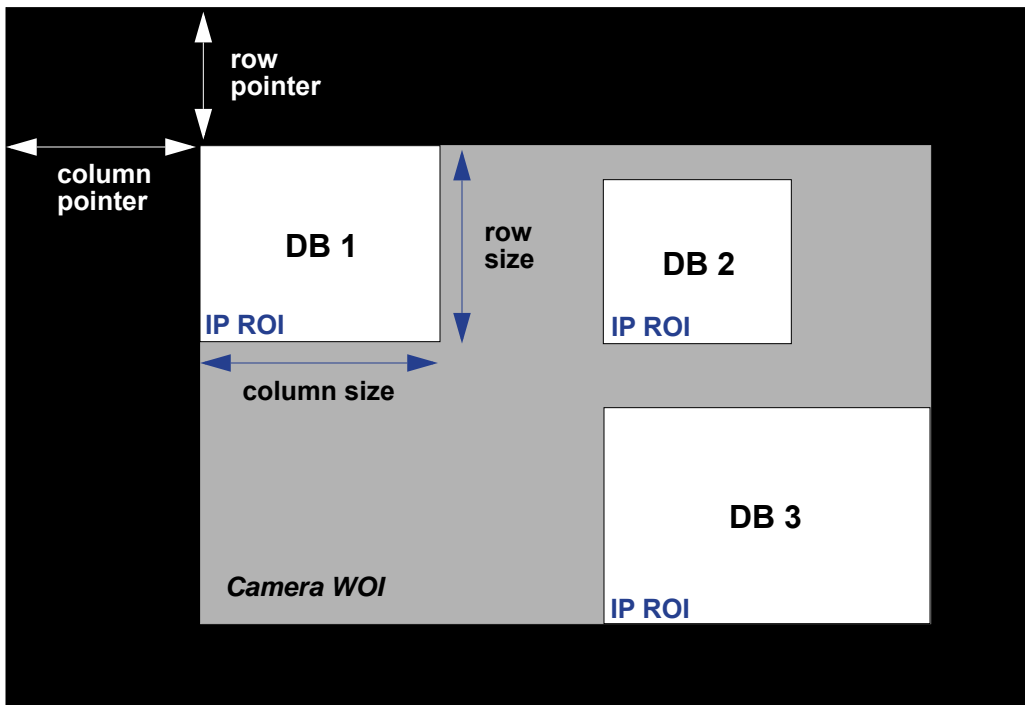 row
pointer
column
pointer
DB 1
IP ROI
row
size
column size
DB 2
IP ROI
DB 3
IP ROI
Camera WOI